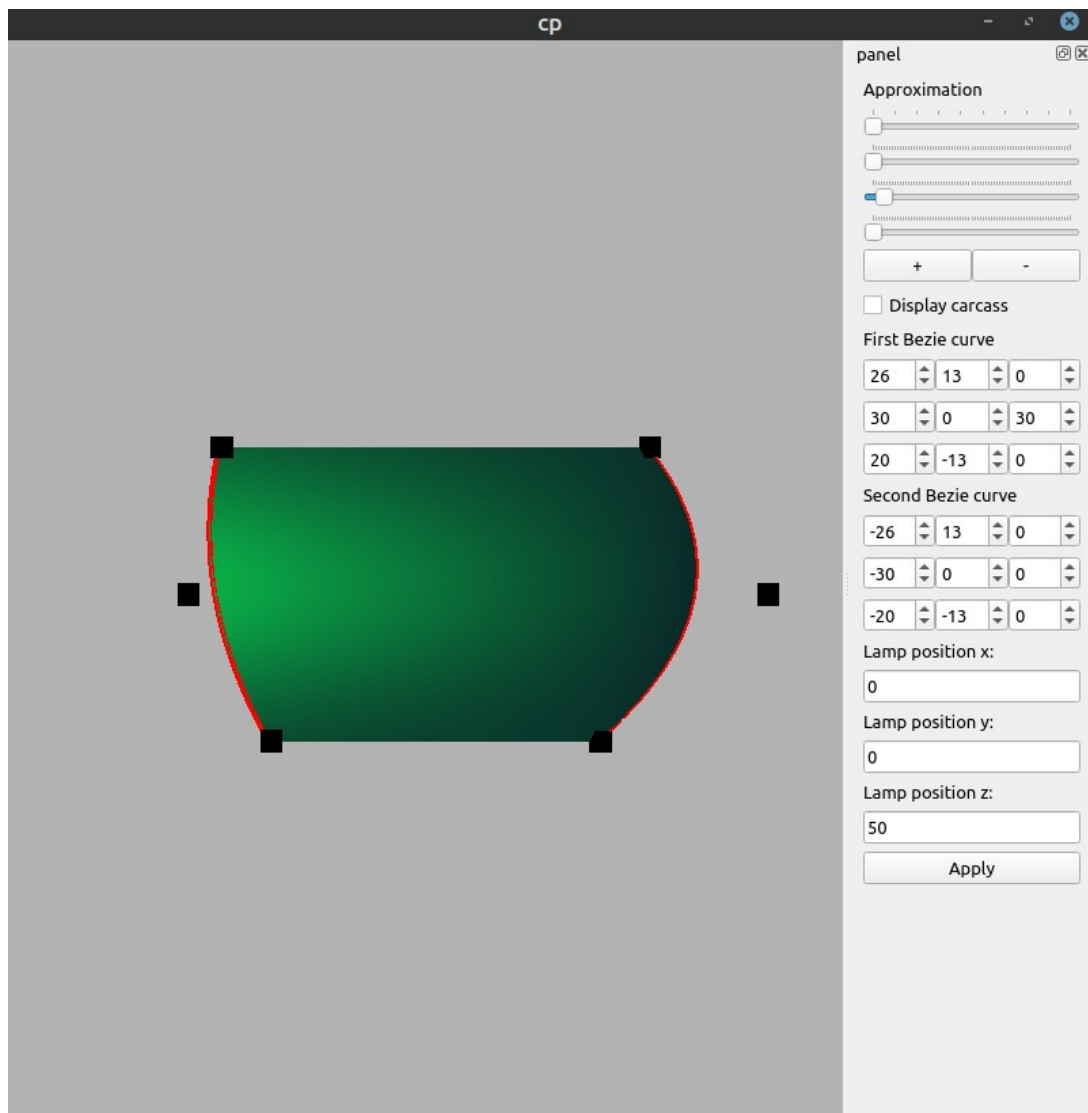 cp
panel
Approximation
+ -
Display carcass
First Bezie curve
26 13 0
30 0 30
20 -13 0
Second Bezie curve
-26 13 0
-30 0 0
-20 -13 0
Lamp position x:
0
Lamp position y:
0
Lamp position z:
50
Apply